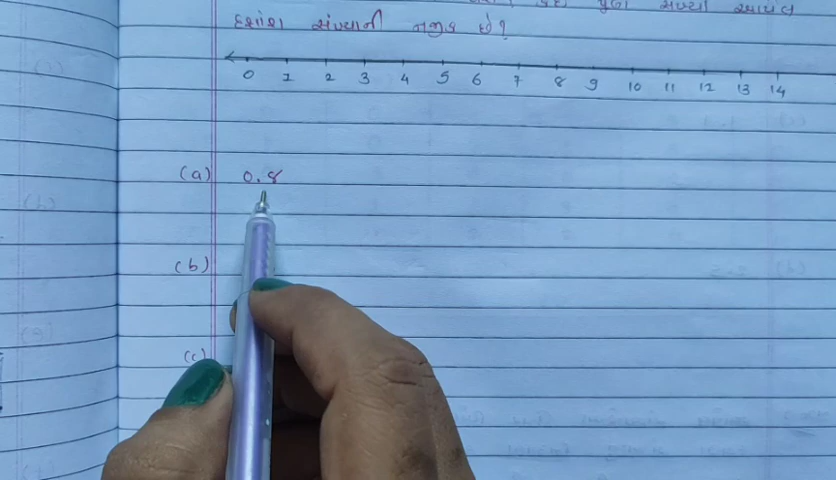 પૂર્ણ સંખ્યા આપેલ
દશાંશ સંખ્યાની નજીક છે?
0 1 2 3 4 5 6 7 8 9 10 11 12 13 14
(a) 0.8
(b)
(c)